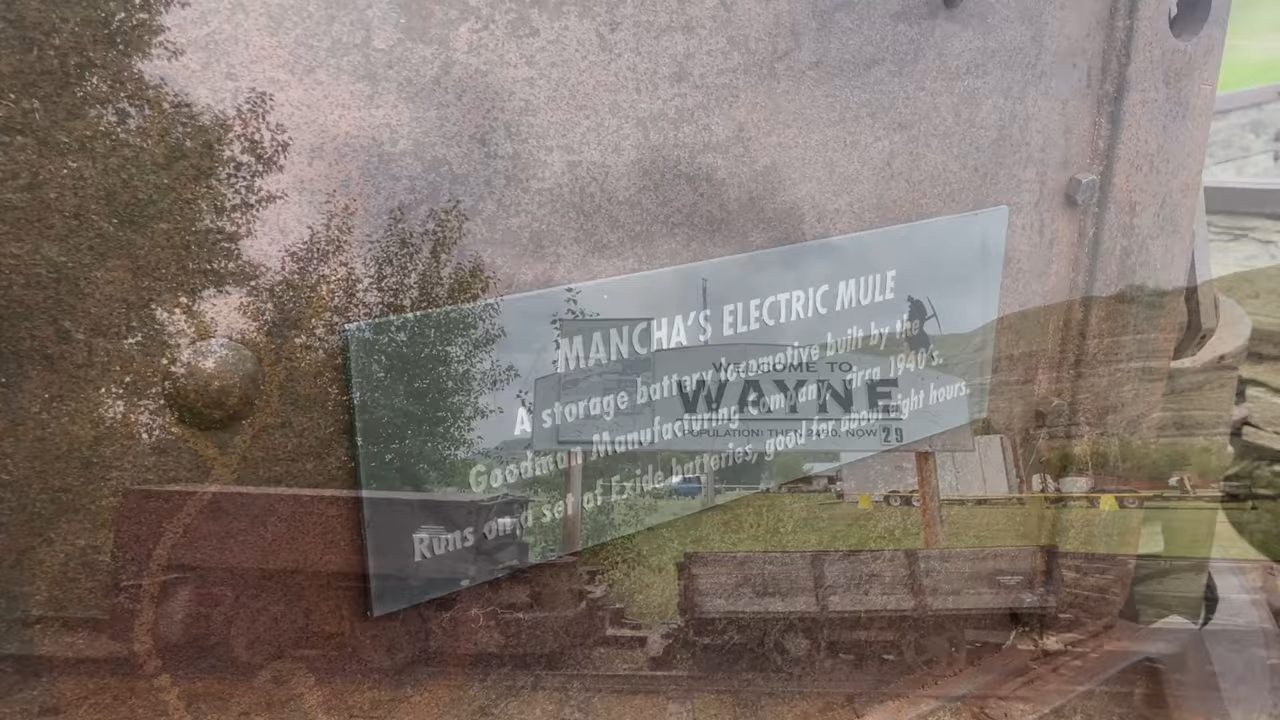 MANCHA'S ELECTRIC MULE
A storage battery locomotive built by the
Goodman Manufacturing Company, circa 1940's.
Runs on a set of Exide batteries, good for about eight hours.
WELCOME TO
WAYNE
POPULATION: THEN 2490, NOW 29